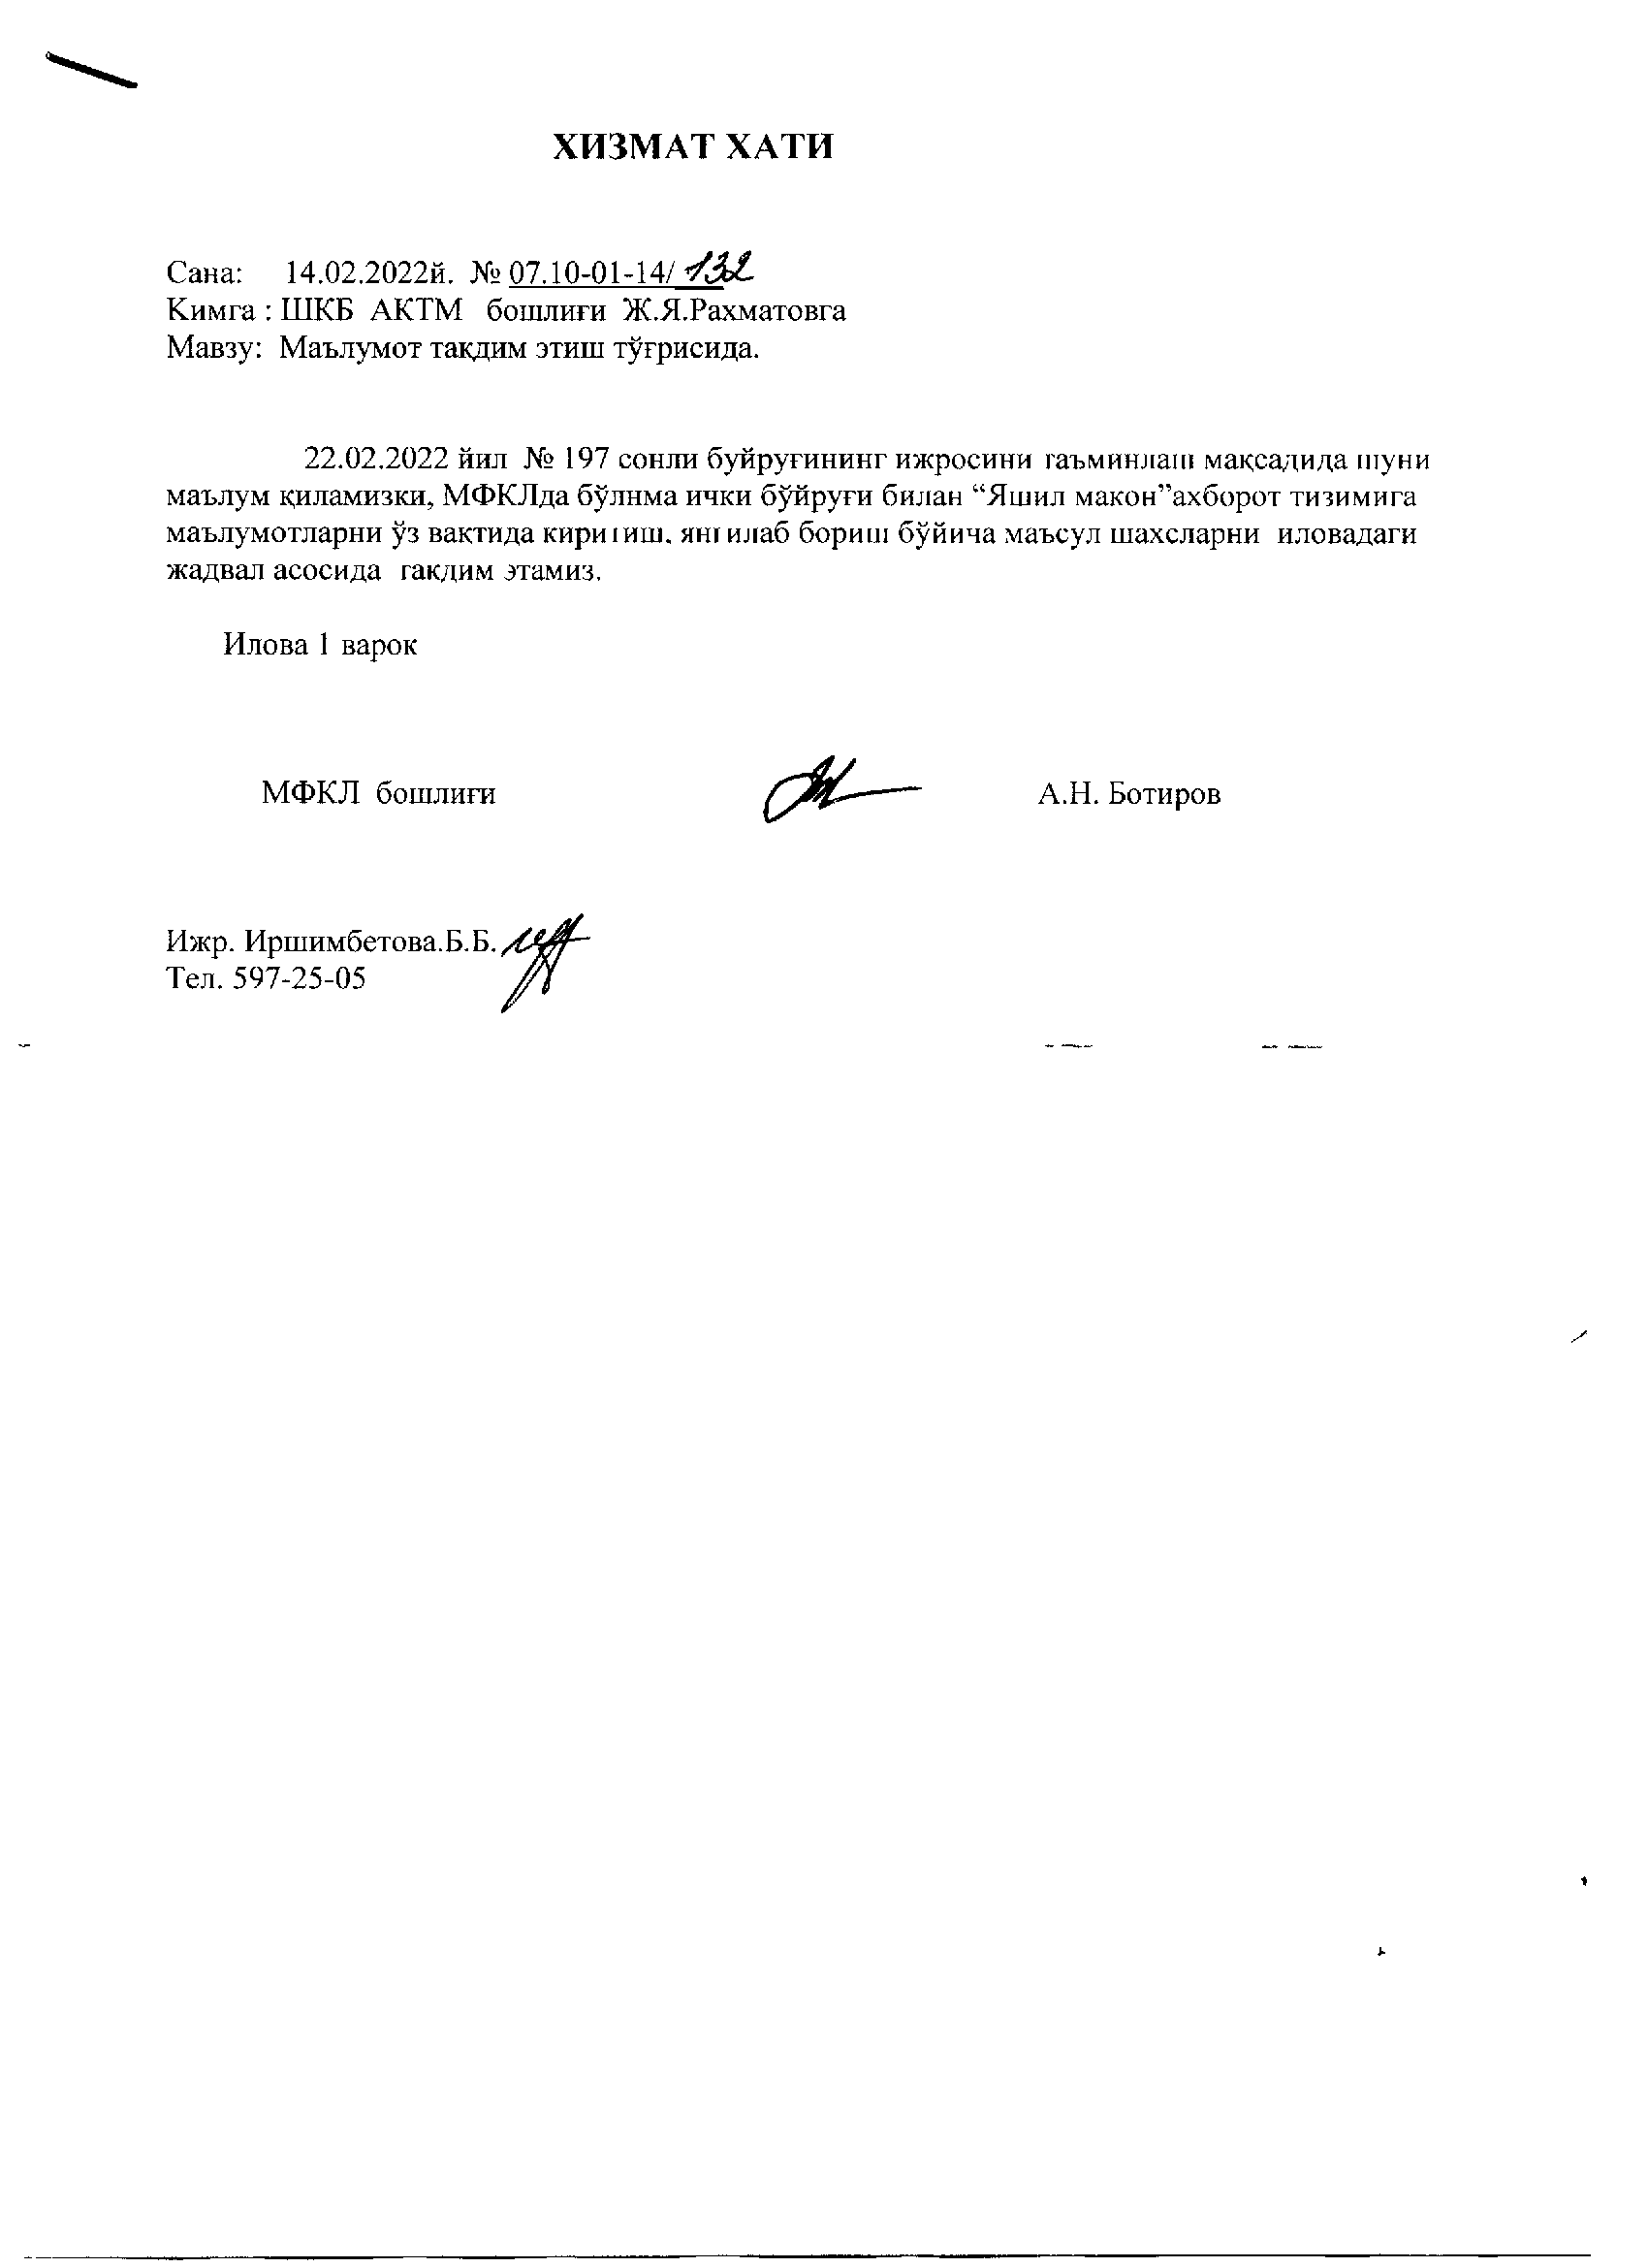 ХИЗМАТ ХАТИ
Сана: 14.02.2022й. № 07.10-01-14/ 132
Кимга : ШКБ АКТМ бошлиғи Ж.Я.Рахматовга
Мавзу: Маълумот тақдим этиш тўғрисида.
22.02.2022 йил № 197 сонли буйруғининг ижросини таъминлаш мақсадида шуни
маълум қиламизки, МФКЛда бўлнма ички бўйруғи билан “Яшил макон”ахборот тизимига
маълумотларни ўз вақтида киритиш, янгилаб бориш бўйича маъсул шахсларни иловадаги
жадвал асосида тақдим этамиз.
Илова 1 варок
МФКЛ бошлиғи А.Н. Ботиров
Ижр. Иршимбетова.Б.Б.
Тел. 597-25-05